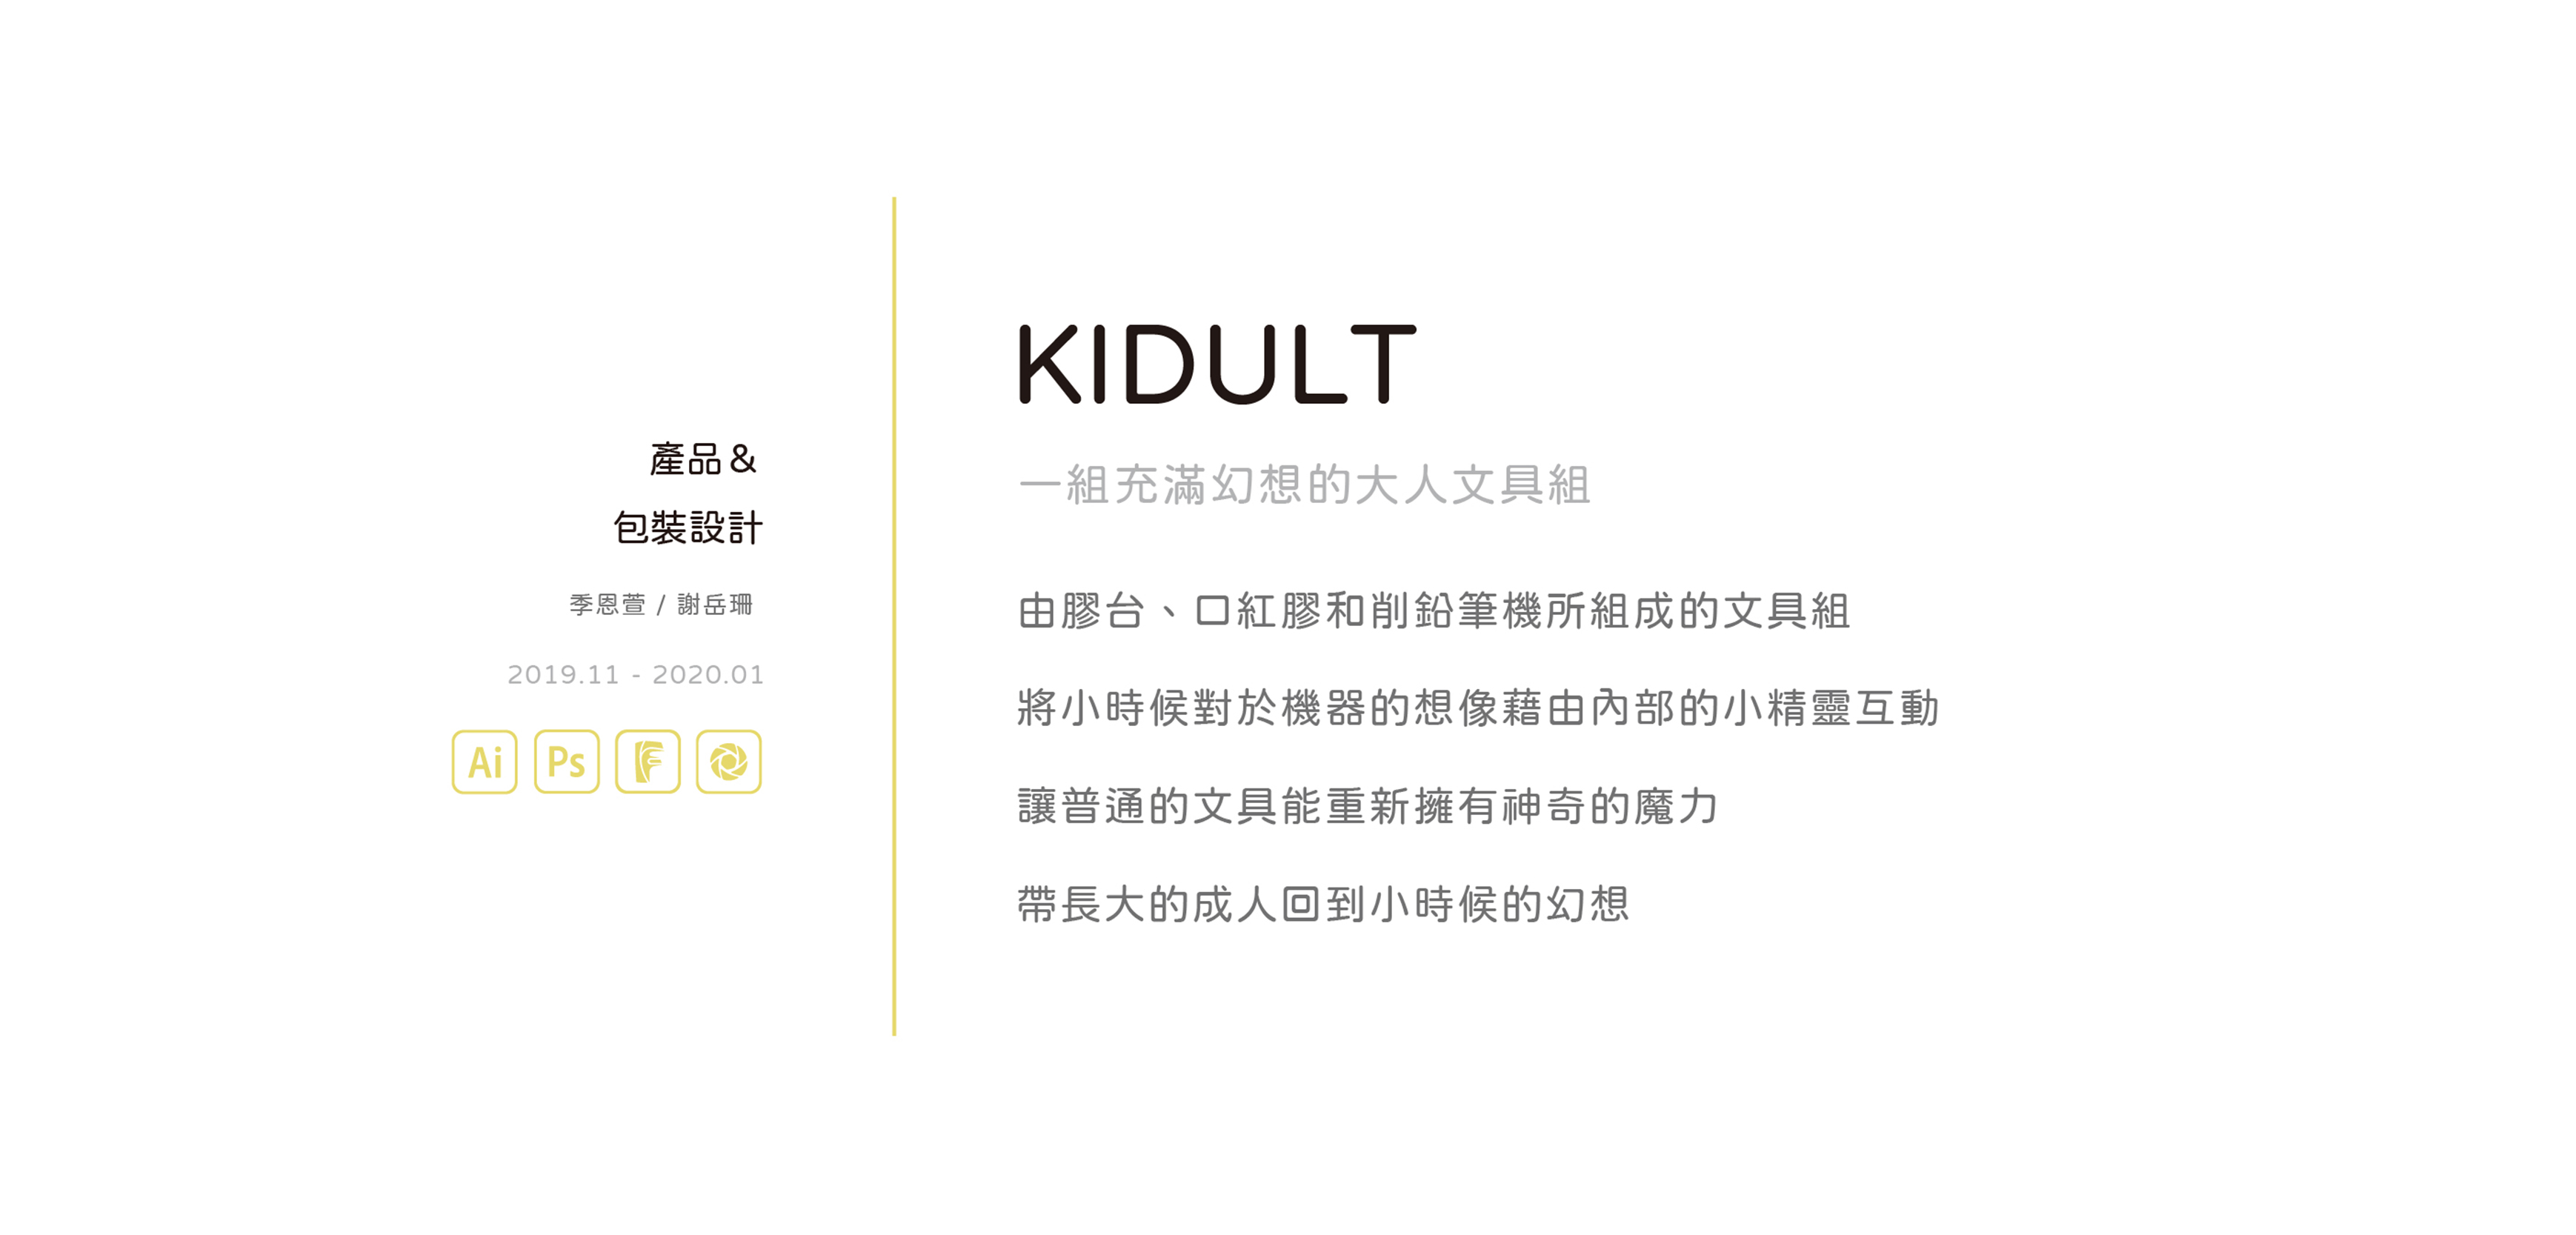 產品&
包裝設計
季恩萱 / 謝岳珊
2019.11 - 2020.01
Ai Ps
KIDULT
一組充滿幻想的大人文具組
由膠台、口紅膠和削鉛筆機所組成的文具組
將小時候對於機器的想像藉由內部的小精靈互動
讓普通的文具能重新擁有神奇的魔力
帶長大的成人回到小時候的幻想